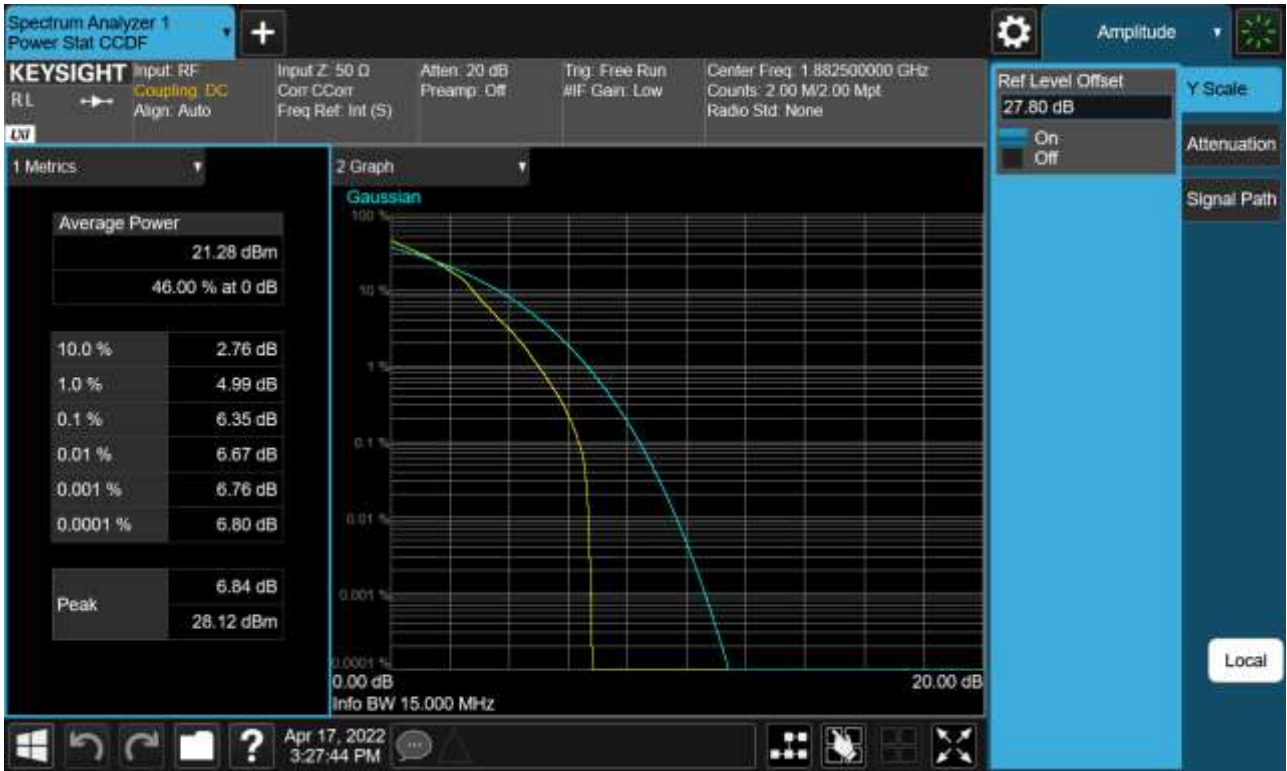 Spectrum Analyzer 1
Power Stat CCDF
Amplitude
KEYSIGHT
RL
LXI
Input: RF
Coupling: DC
Align: Auto
Input Z: 50 Ω
Corr CCorr
Freq Ref: Int (S)
Atten: 20 dB
Preamp: Off
Trig: Free Run
#IF Gain: Low
Center Freq: 1.882500000 GHz
Counts: 2.00 M/2.00 Mpt
Radio Std: None
Ref Level Offset
27.80 dB
On
Off
Y Scale
Attenuation
Signal Path
Local
1 Metrics
Average Power
21.28 dBm
46.00 % at 0 dB
10.0 % 2.76 dB
1.0 % 4.99 dB
0.1 % 6.35 dB
0.01 % 6.67 dB
0.001 % 6.76 dB
0.0001 % 6.80 dB
Peak 6.84 dB
28.12 dBm
2 Graph
Gaussian
100 %
10 %
1 %
0.1 %
0.01 %
0.001 %
0.0001 %
0.00 dB 20.00 dB
Info BW 15.000 MHz
?
Apr 17, 2022
3:27:44 PM